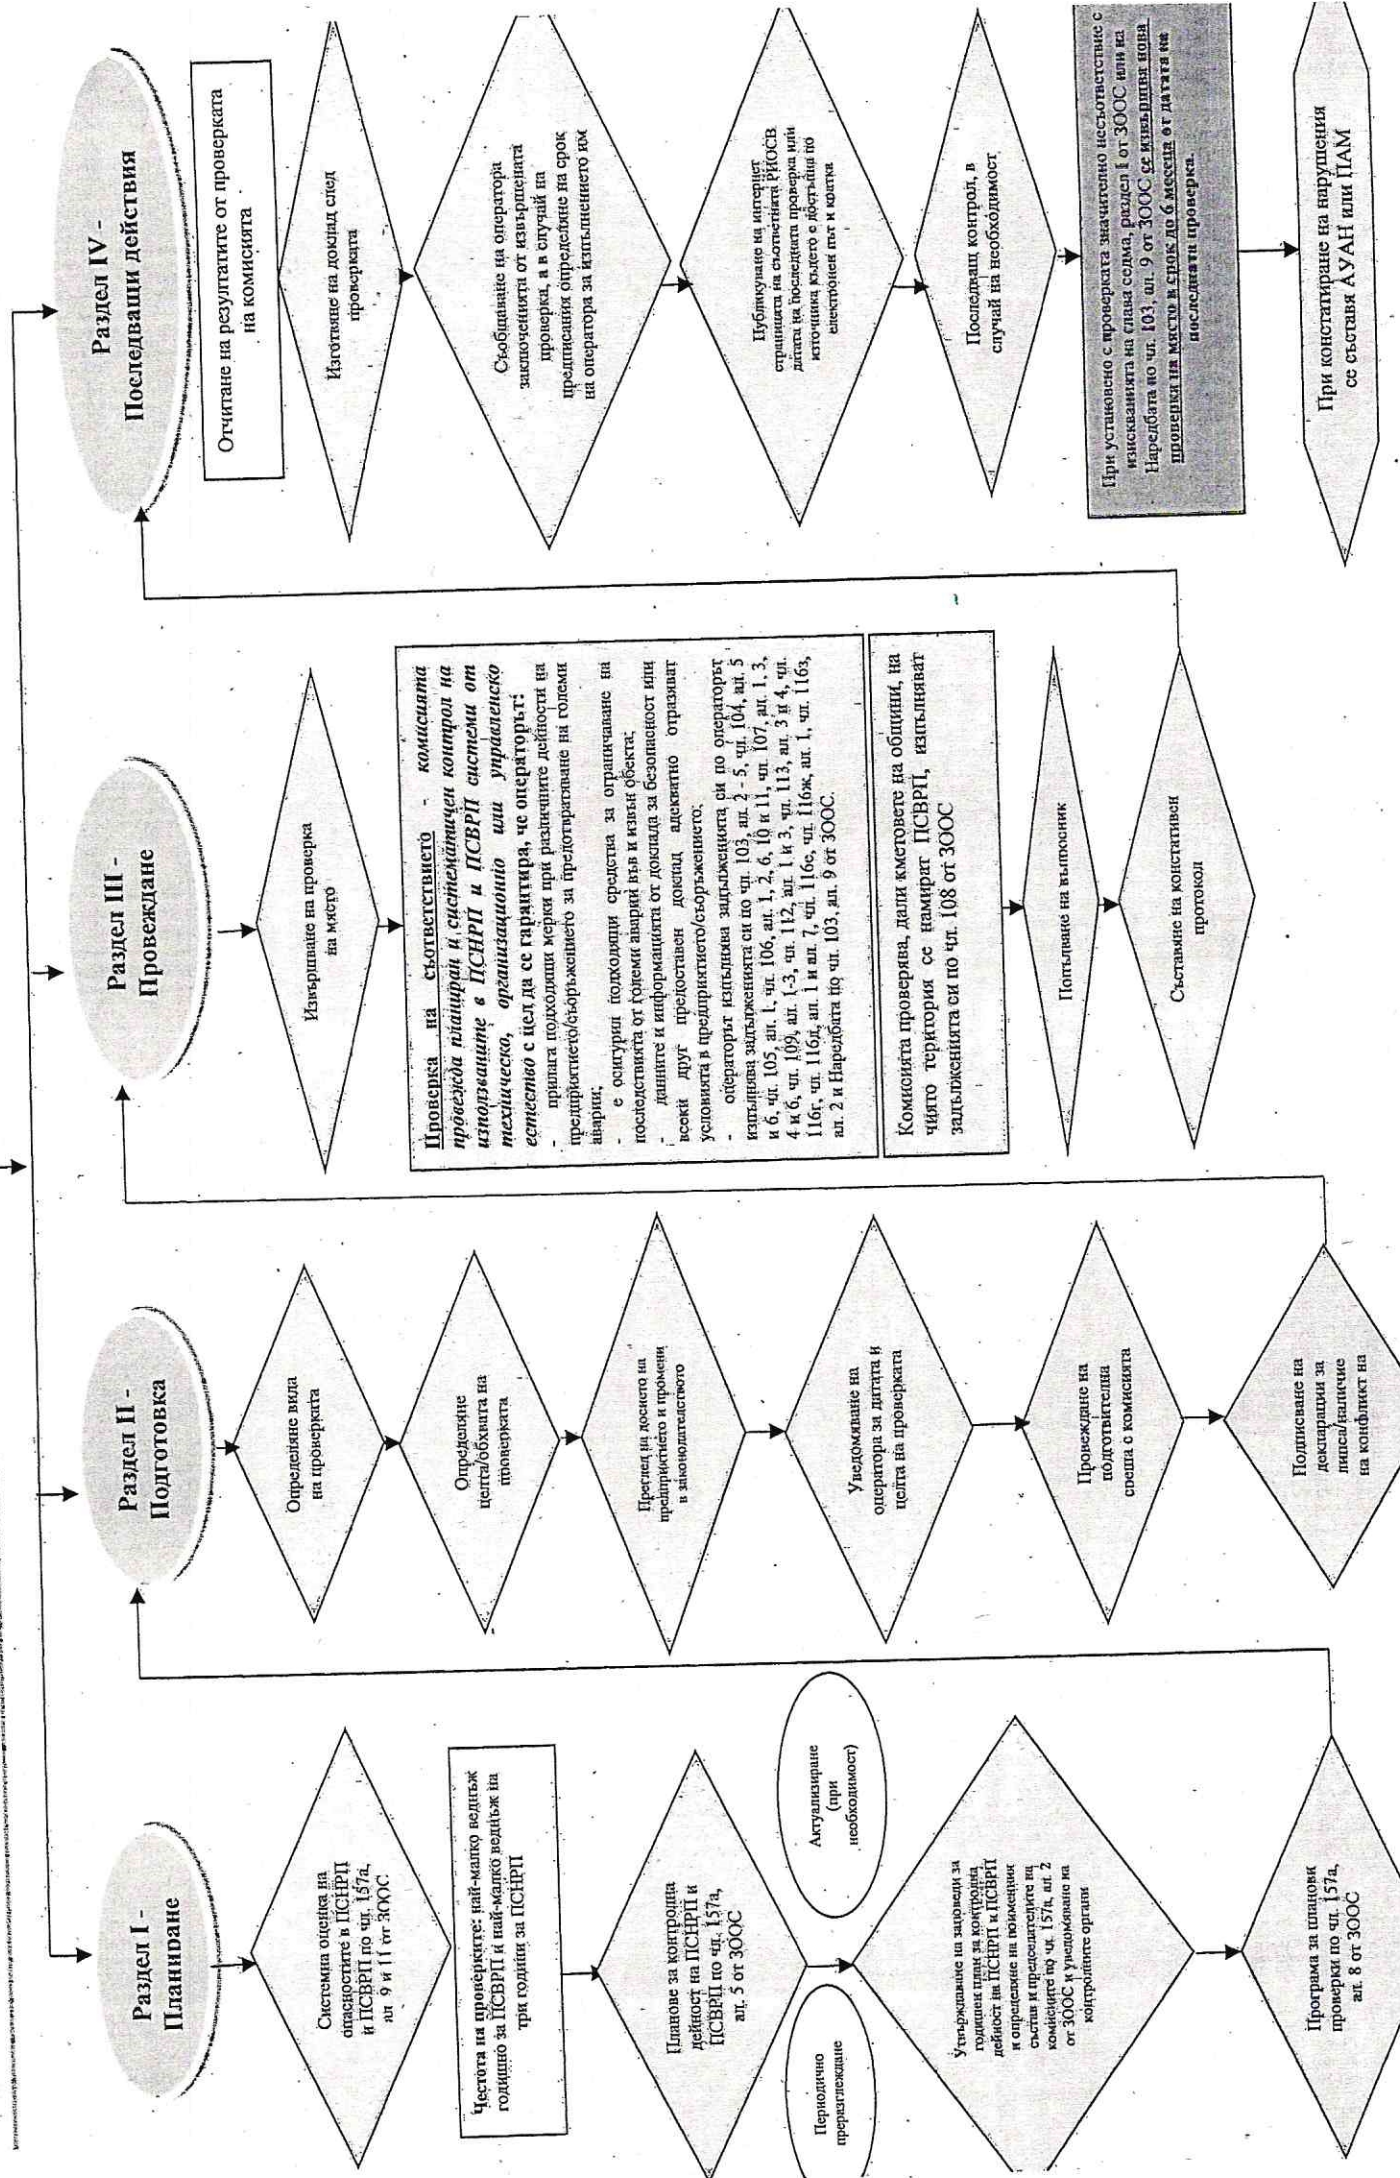 Раздел I -
Планиране
Системна оценка на
опасностите в ПСНРП
и ПСВРП по чл. 157а,
ал 9 и 11 от ЗООС
Честота на проверките: най-малко веднъж
годишно за ПСВРП и най-малко веднъж на
три години за ПСНРП
Планове за контролна
дейност на ПСНРП и
ПСВРП по чл. 157а,
ал. 5 от ЗООС
Периодично
преразглеждане
Актуализиране
(при
необходимост)
Утвърждаване на заповеди за
годишен план за контролна
дейност на ПСНРП и ПСВРП
и определяне на поименния
състав и председателите на
комисиите по чл. 157а, ал. 2
от ЗООС и уведомяване на
контролните органи
Програма за планови
проверки по чл. 157а,
ал. 8 от ЗООС
Раздел II -
Подготовка
Определяне вида
на проверката
Определяне
целта/обхвата на
проверката
Преглед на досието на
предприятието и промени
в законодателството
Уведомяване на
оператора за датата и
целта на проверката
Провеждане на
подготвителна
среща с комисията
Подписване на
декларации за
липса/наличие
на конфликт на
Раздел III -
Провеждане
Извършване на проверка
на място
Проверка на съответствието - комисията
провежда планиран и систематичен контрол на
използваните в ПСНРП и ПСВРП системи от
техническо, организационно или управленско
естество с цел да се гарантира, че операторът:
- прилага подходящи мерки при различните дейности на
предприятието/съоръжението за предотвратяване на големи
аварии;
- е осигурил подходящи средства за ограничаване на
последствията от големи аварии във и извън обекта;
- данните и информацията от доклада за безопасност или
всеки друг предоставен доклад адекватно отразяват
условията в предприятието/съоръжението;
- операторът изпълнява задълженията си по операторът
изпълнява задълженията си по чл. 103, ал. 2 - 5, чл. 104, ал. 5
и 6, чл. 105, ал. 1, чл. 106, ал. 1, 2, 6, 10 и 11, чл. 107, ал. 1, 3,
4 и 6, чл. 109, ал. 1-3, чл. 112, ал. 1 и 3, чл. 113, ал. 3 и 4, чл.
116г, чл. 116д, ал. 1 и ал. 7, чл. 116е, чл. 116ж, ал. 1, чл. 116з,
ал. 2 и Наредбата по чл. 103, ал. 9 от ЗООС.
Комисията проверява, дали кметовете на общини, на
чиято територия се намират ПСВРП, изпълняват
задълженията си по чл. 108 от ЗООС
Попълване на въпросник
Съставяне на констативен
протокол
Раздел IV -
Последващи действия
Отчитане на резултатите от проверката
на комисията
Изготвяне на доклад след
проверката
Съобщаване на оператора
заключенията от извършената
проверка, а в случай на
предписания определяне на срок
на оператора за изпълнението им
Публикуване на интернет
страницата на съответната РИОСВ
датата на последната проверка или
източника където е достъпна по
електронен път и кратка
Последващ контрол, в
случай на необходимост
При установено с проверката значително несъответствие с
изискванията на глава седма, раздел I от ЗООС или на
Наредбата по чл. 103, ал. 9 от ЗООС се извършва нова
проверка на място в срок до 6 месеца от датата на
последната проверка.
При констатиране на нарушения
се съставя АУАН или ПАМ